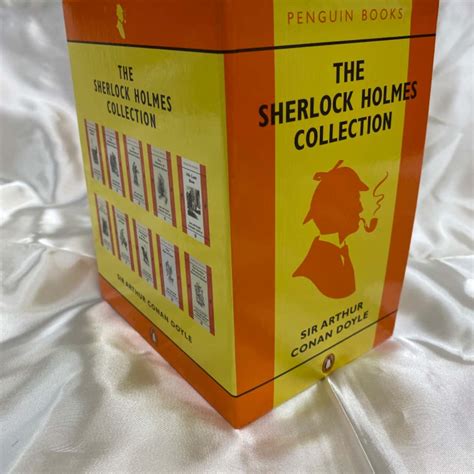 THE
SHERLOCK HOLMES
COLLECTION
SIR ARTHUR CONAN DOYLE
PENGUIN BOOKS
THE
SHERLOCK HOLMES
COLLECTION
SIR ARTHUR
CONAN DOYLE